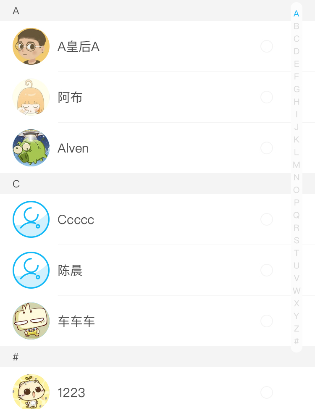 A
A皇后A
阿布
Alven
C
Ccccc
陈晨
车车车
#
1223
A
B
C
D
E
F
G
H
I
J
K
L
M
N
O
P
Q
R
S
T
U
V
W
X
Y
Z
#